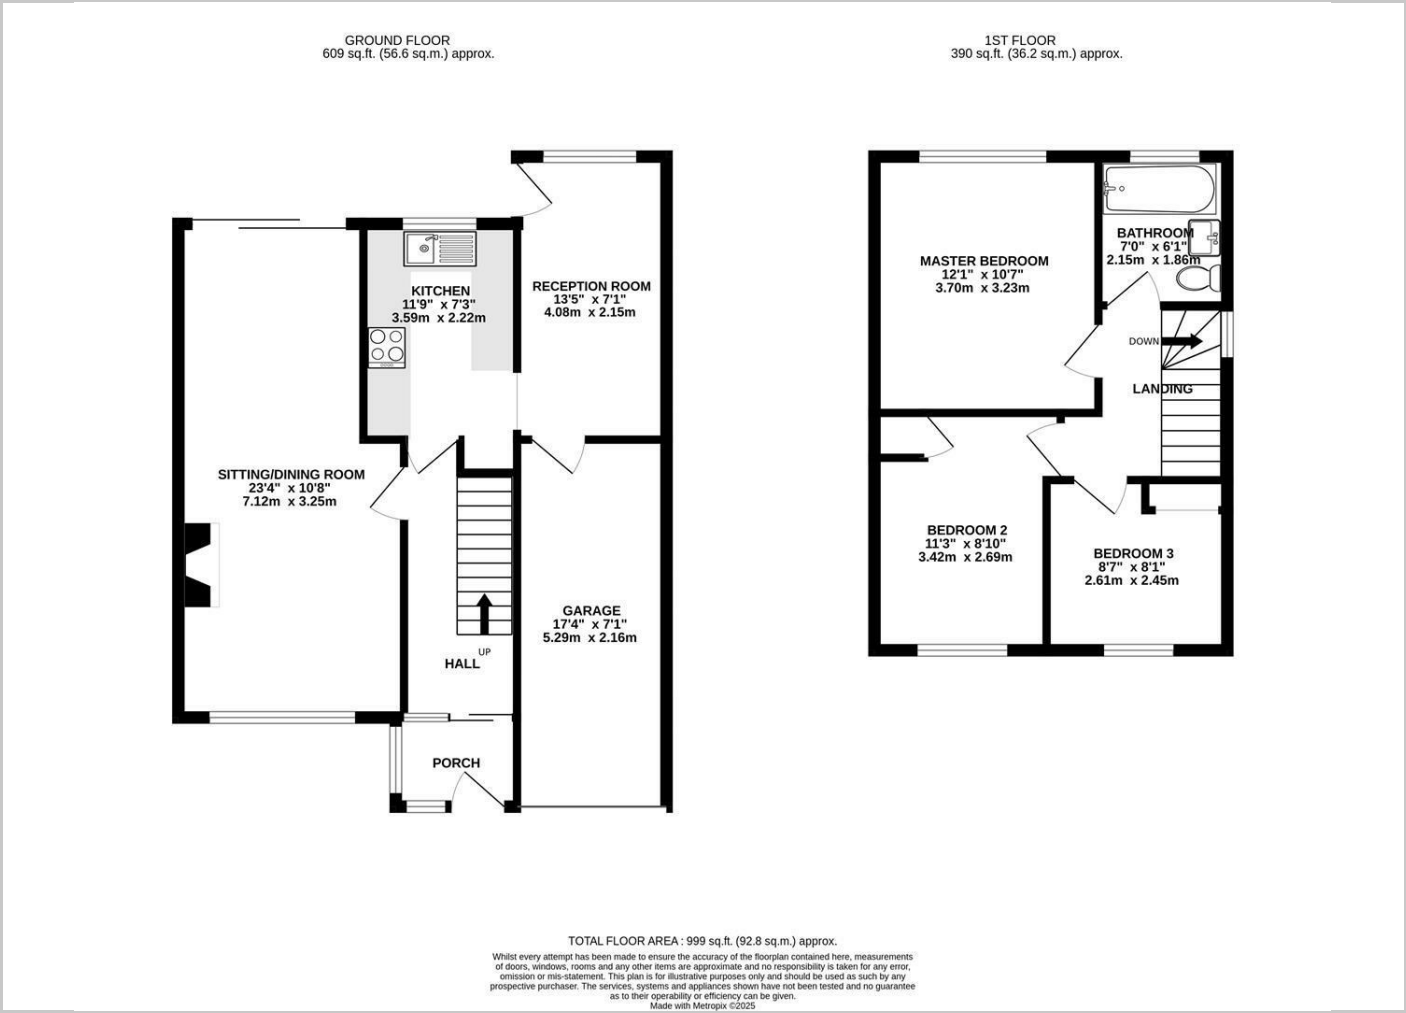 GROUND FLOOR
609 sq.ft. (56.6 sq.m.) approx.
1ST FLOOR
390 sq.ft. (36.2 sq.m.) approx.
KITCHEN
11'9" x 7'3"
3.59m x 2.22m
RECEPTION ROOM
13'5" x 7'1"
4.08m x 2.15m
SITTING/DINING ROOM
23'4" x 10'8"
7.12m x 3.25m
GARAGE
17'4" x 7'1"
5.29m x 2.16m
UP
HALL
PORCH
BATHROOM
7'0" x 6'1"
2.15m x 1.86m
MASTER BEDROOM
12'1" x 10'7"
3.70m x 3.23m
DOWN
LANDING
BEDROOM 2
11'3" x 8'10"
3.42m x 2.69m
BEDROOM 3
8'7" x 8'1"
2.61m x 2.45m
TOTAL FLOOR AREA : 999 sq.ft. (92.8 sq.m.) approx.
Whilst every attempt has been made to ensure the accuracy of the floorplan contained here, measurements
of doors, windows, rooms and any other items are approximate and no responsibility is taken for any error,
omission or mis-statement. This plan is for illustrative purposes only and should be used as such by any
prospective purchaser. The services, systems and appliances shown have not been tested and no guarantee
as to their operability or efficiency can be given.
Made with Metropix ©2025